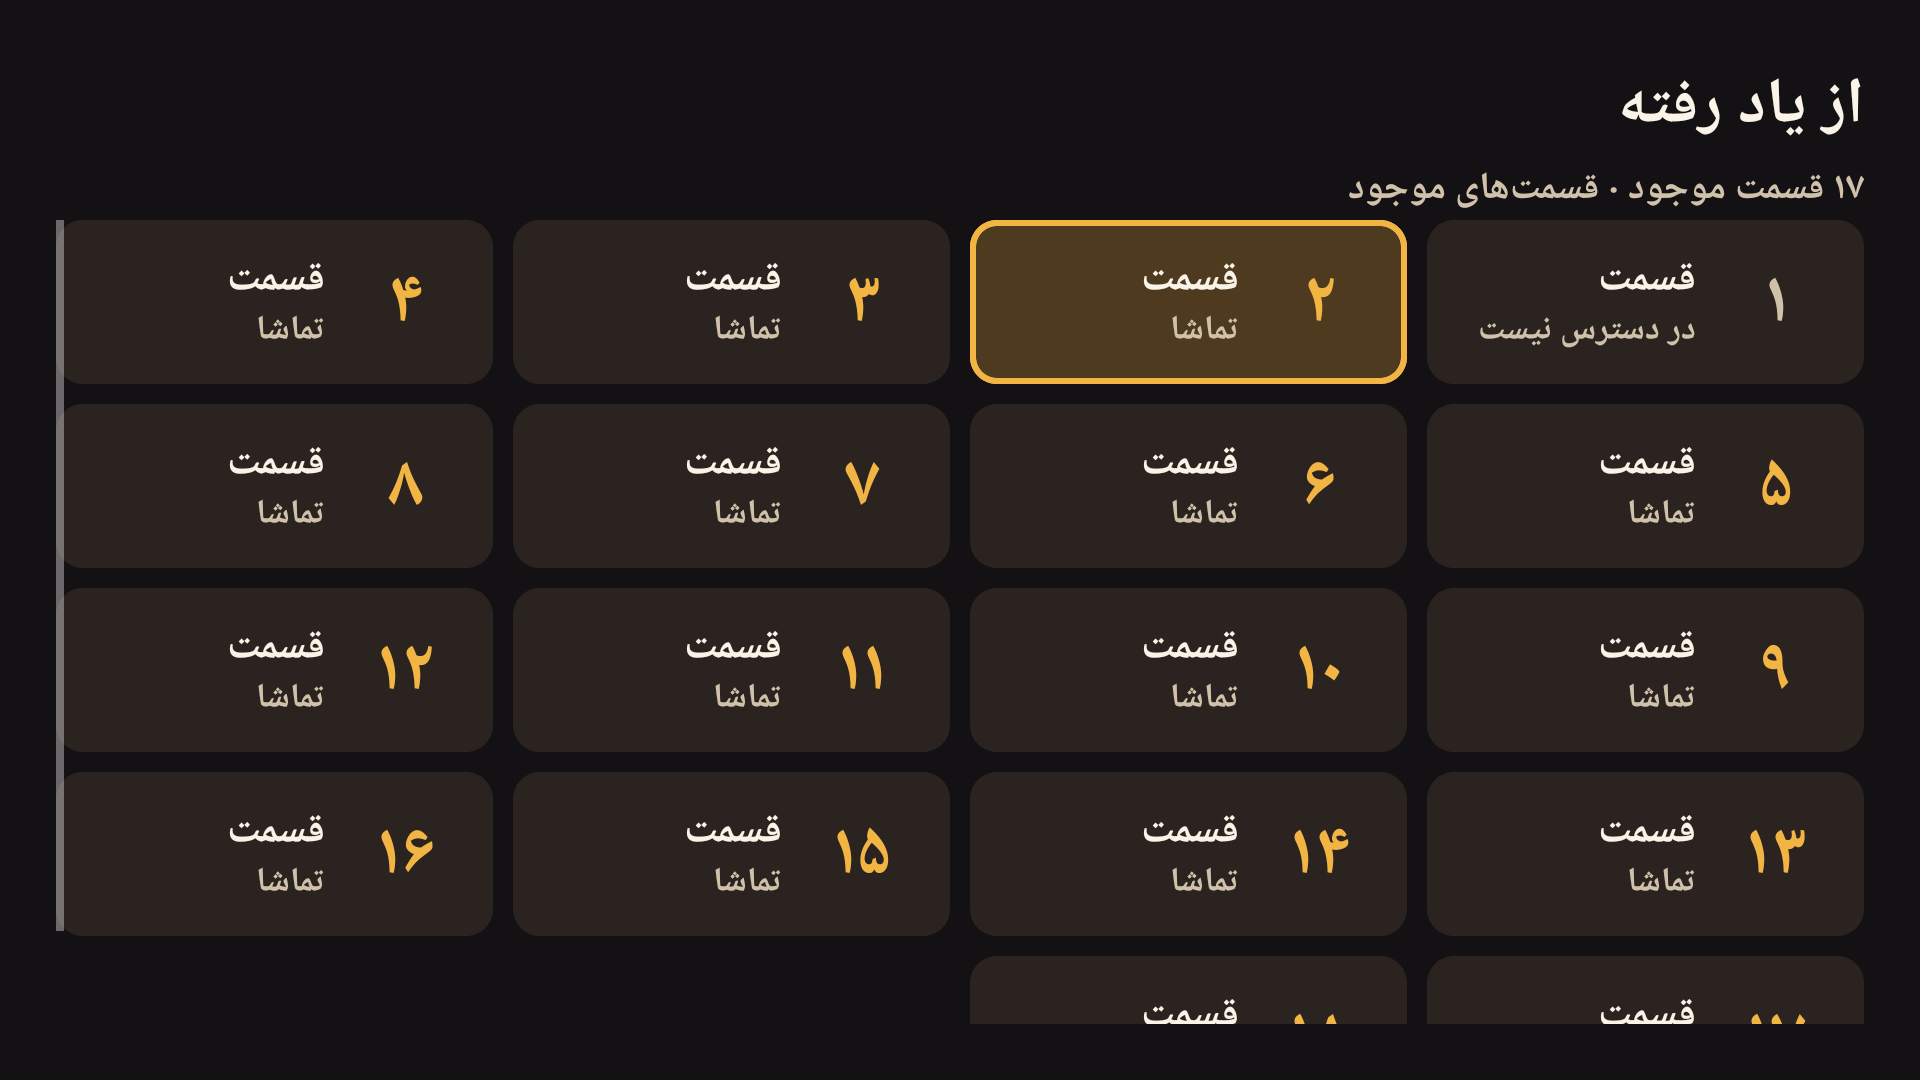 از یاد رفته
۱۷ قسمت موجود • قسمت‌های موجود
۱
قسمت
در دسترس نیست
۲
قسمت
تماشا
۳
قسمت
تماشا
۴
قسمت
تماشا
۵
قسمت
تماشا
۶
قسمت
تماشا
۷
قسمت
تماشا
۸
قسمت
تماشا
۹
قسمت
تماشا
۱۰
قسمت
تماشا
۱۱
قسمت
تماشا
۱۲
قسمت
تماشا
۱۳
قسمت
تماشا
۱۴
قسمت
تماشا
۱۵
قسمت
تماشا
۱۶
قسمت
تماشا
قسمت
قسمت